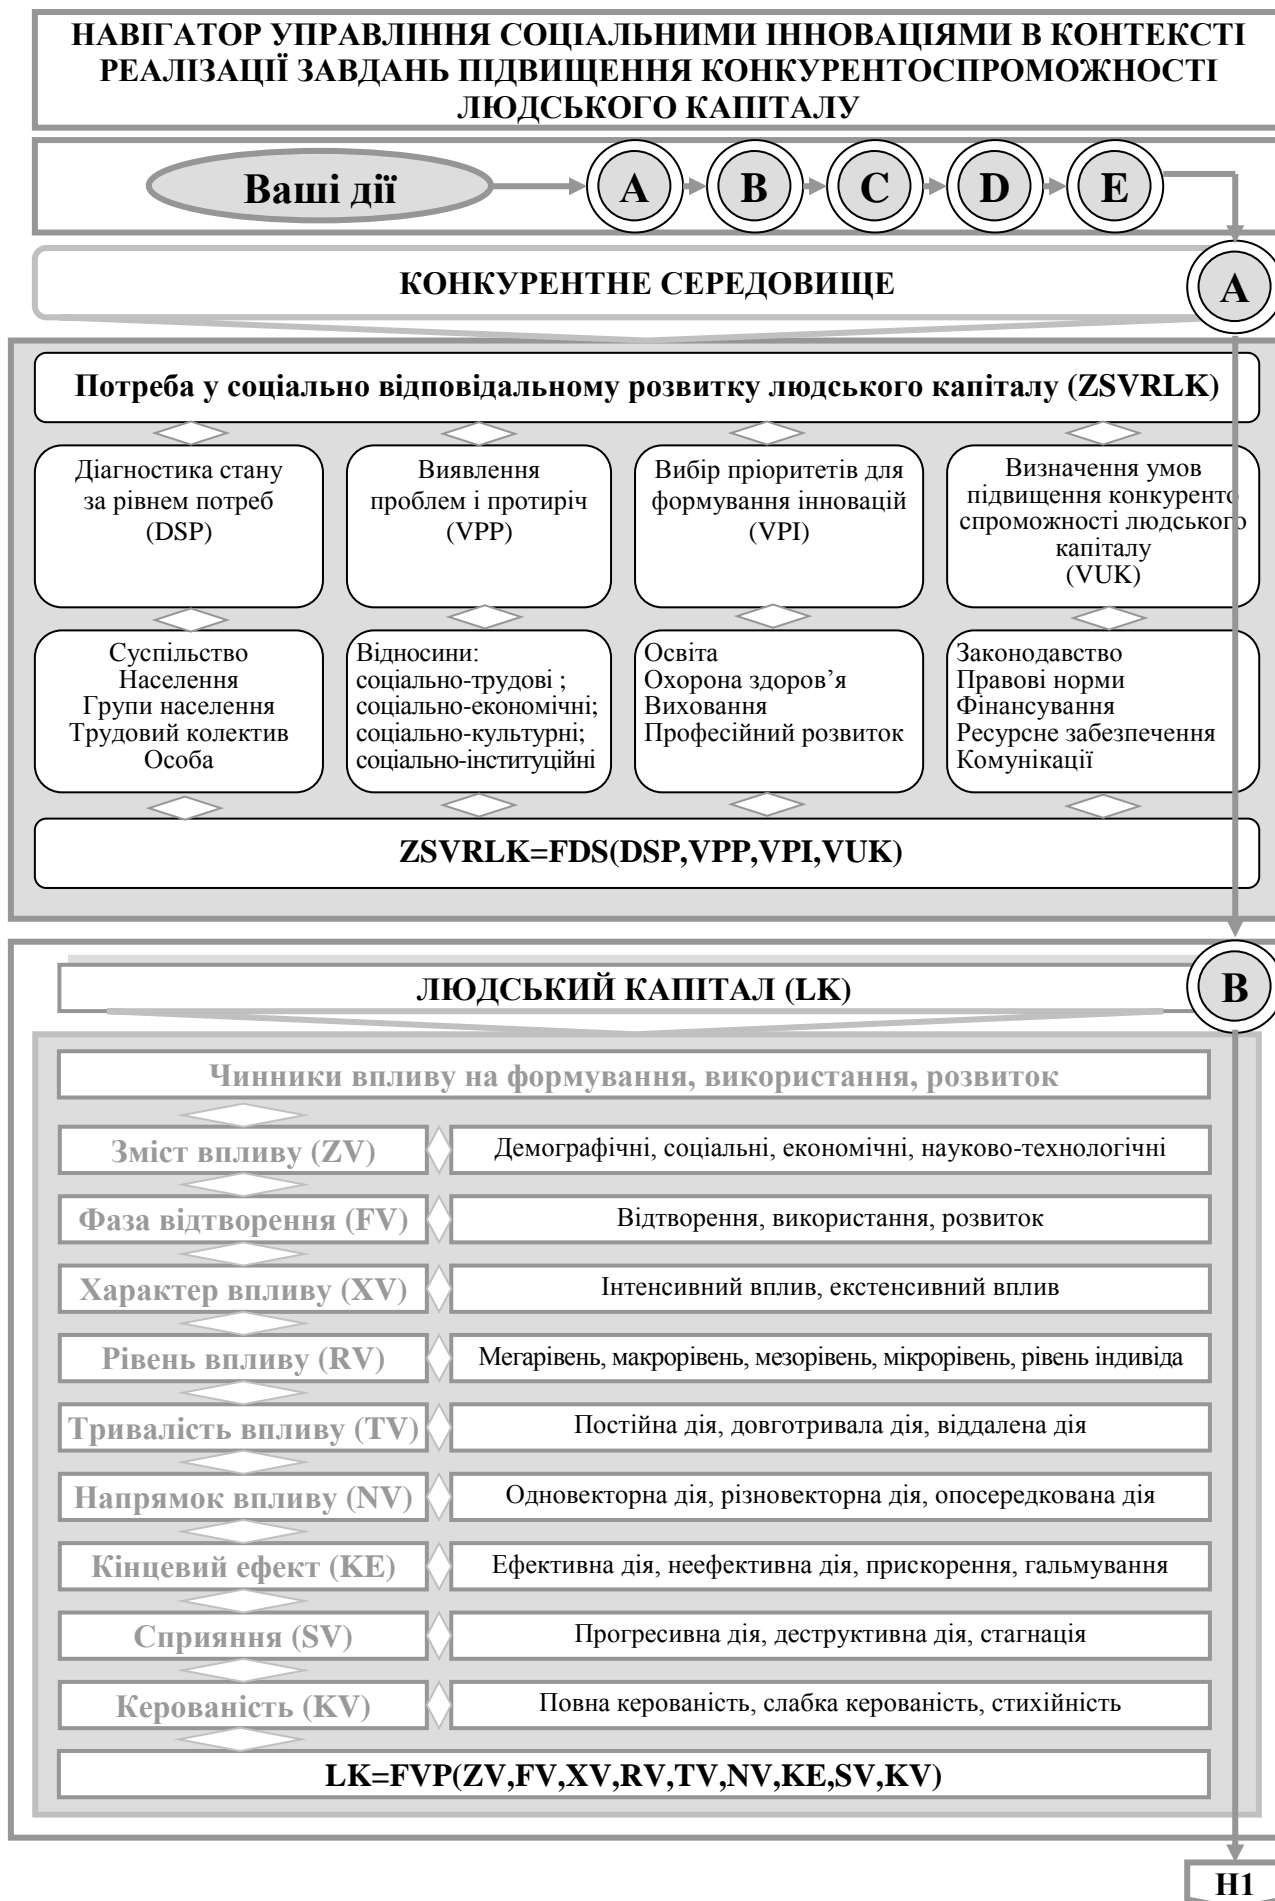 НАВІГАТОР УПРАВЛІННЯ СОЦІАЛЬНИМИ ІННОВАЦІЯМИ В КОНТЕКСТІ
РЕАЛІЗАЦІЇ ЗАВДАНЬ ПІДВИЩЕННЯ КОНКУРЕНТОСПРОМОЖНОСТІ
ЛЮДСЬКОГО КАПІТАЛУ
Ваші дії
A
B
C
D
E
КОНКУРЕНТНЕ СЕРЕДОВИЩЕ
A
Потреба у соціально відповідальному розвитку людського капіталу (ZSVRLK)
Діагностика стану
за рівнем потреб
(DSP)
Виявлення
проблем і протиріч
(VPP)
Вибір пріоритетів для
формування інновацій
(VPI)
Визначення умов
підвищення конкуренто
спроможності людського
капіталу
(VUK)
Суспільство
Населення
Групи населення
Трудовий колектив
Особа
Відносини:
соціально-трудові ;
соціально-економічні;
соціально-культурні;
соціально-інституційні
Освіта
Охорона здоров’я
Виховання
Професійний розвиток
Законодавство
Правові норми
Фінансування
Ресурсне забезпечення
Комунікації
ZSVRLK=FDS(DSP,VPP,VPI,VUK)
ЛЮДСЬКИЙ КАПІТАЛ (LK)
B
Чинники впливу на формування, використання, розвиток
Зміст впливу (ZV)
Демографічні, соціальні, економічні, науково-технологічні
Фаза відтворення (FV)
Відтворення, використання, розвиток
Характер впливу (XV)
Інтенсивний вплив, екстенсивний вплив
Рівень впливу (RV)
Мегарівень, макрорівень, мезорівень, мікрорівень, рівень індивіда
Тривалість впливу (TV)
Постійна дія, довготривала дія, віддалена дія
Напрямок впливу (NV)
Одновекторна дія, різновекторна дія, опосередкована дія
Кінцевий ефект (KE)
Ефективна дія, неефективна дія, прискорення, гальмування
Сприяння (SV)
Прогресивна дія, деструктивна дія, стагнація
Керованість (KV)
Повна керованість, слабка керованість, стихійність
LK=FVP(ZV,FV,XV,RV,TV,NV,KE,SV,KV)
H1